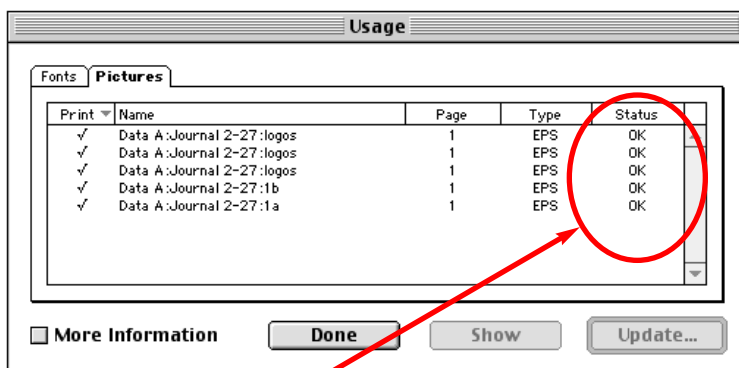 Usage
Fonts Pictures
Print Name Page Type Status
√ Data A:Journal 2-27:logos 1 EPS OK
√ Data A:Journal 2-27:logos 1 EPS OK
√ Data A:Journal 2-27:logos 1 EPS OK
√ Data A:Journal 2-27:1b 1 EPS OK
√ Data A:Journal 2-27:1a 1 EPS OK
More Information Done Show Update...